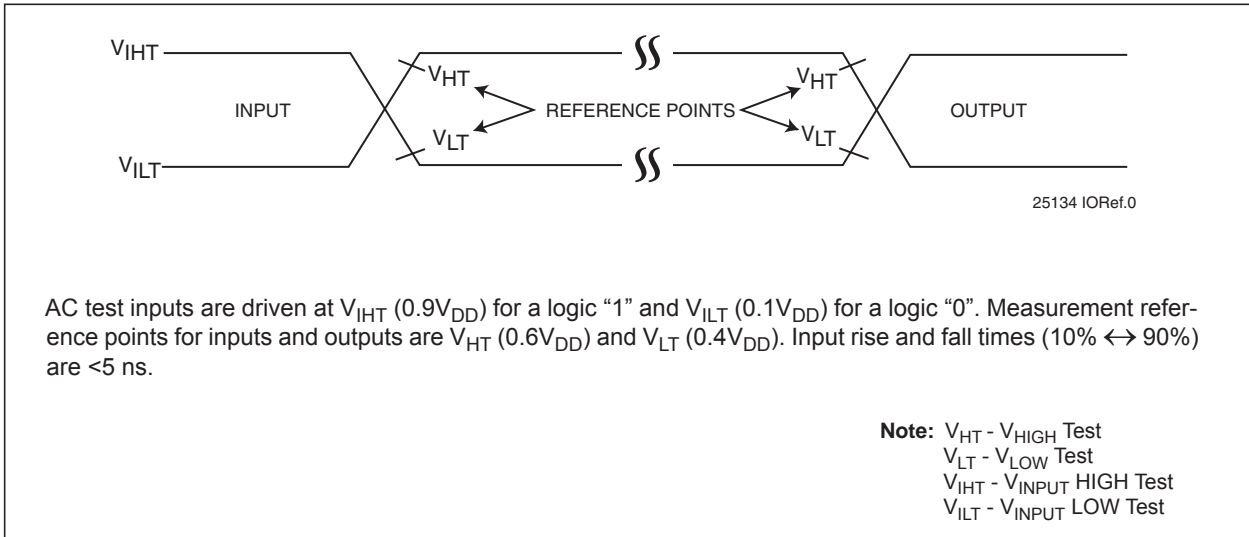 VIHT
VHT
VHT
INPUT
REFERENCE POINTS
OUTPUT
VLT
VLT
VILT
25134 IORef.0
AC test inputs are driven at VIHT (0.9VDD) for a logic “1” and VILT (0.1VDD) for a logic “0”. Measurement refer-
ence points for inputs and outputs are VHT (0.6VDD) and VLT (0.4VDD). Input rise and fall times (10% ↔ 90%)
are <5 ns.
Note: VHT - VHIGH Test
VLT - VLOW Test
VIHT - VINPUT HIGH Test
VILT - VINPUT LOW Test